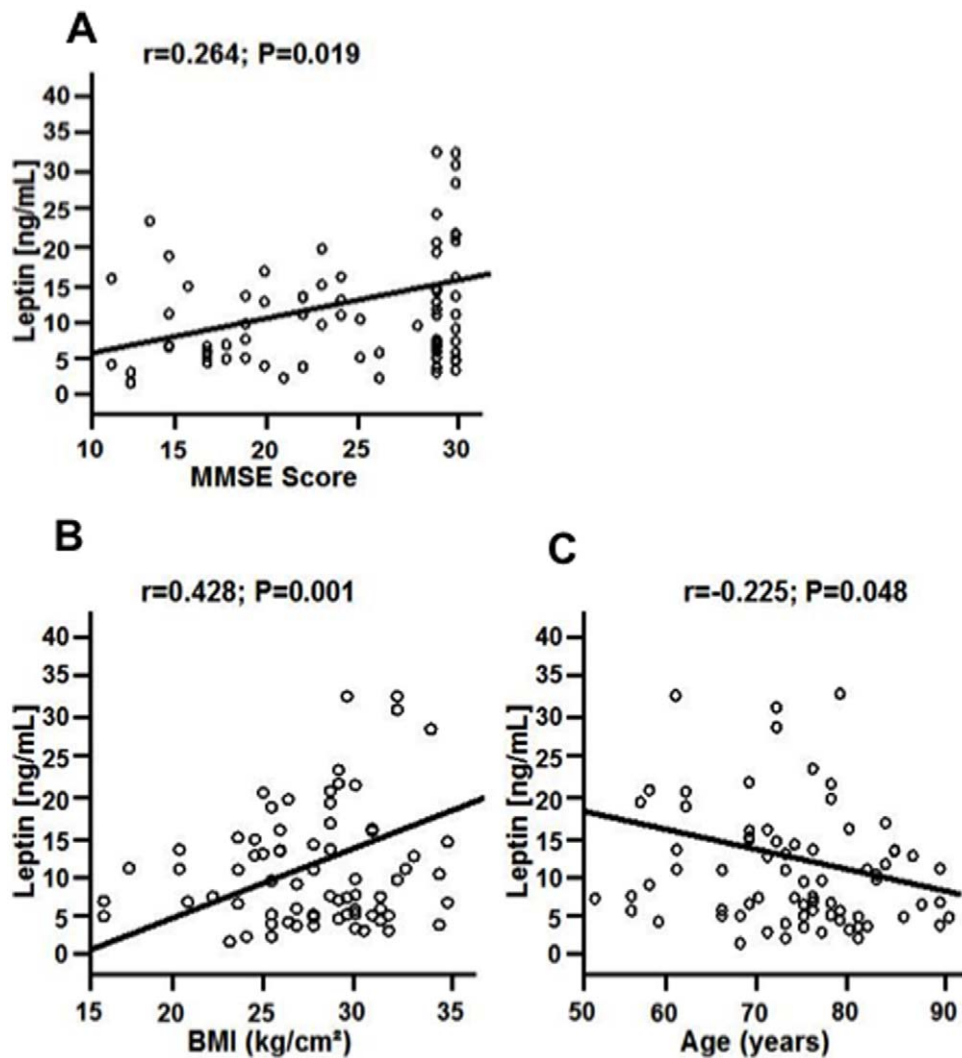 A
r=0.264; P=0.019
Leptin [ng/mL]
40
35
30
25
20
15
10
5
0
10 15 20 25 30
MMSE Score
B
r=0.428; P=0.001
Leptin [ng/mL]
40
35
30
25
20
15
10
5
0
15 20 25 30 35
BMI (kg/cm²)
C
r=-0.225; P=0.048
Leptin [ng/mL]
40
35
30
25
20
15
10
5
0
50 60 70 80 90
Age (years)